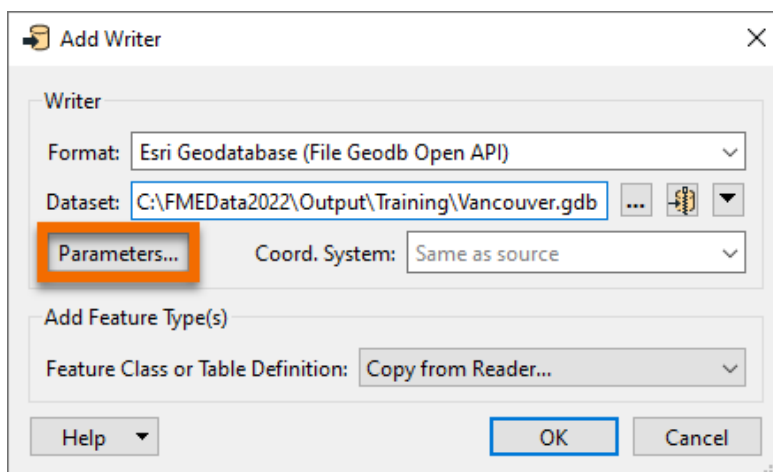 Add Writer
Writer
Format: Esri Geodatabase (File Geodb Open API)
Dataset: C:\FMEData2022\Output\Training\Vancouver.gdb ...
Parameters... Coord. System: Same as source
Add Feature Type(s)
Feature Class or Table Definition: Copy from Reader...
Help OK Cancel